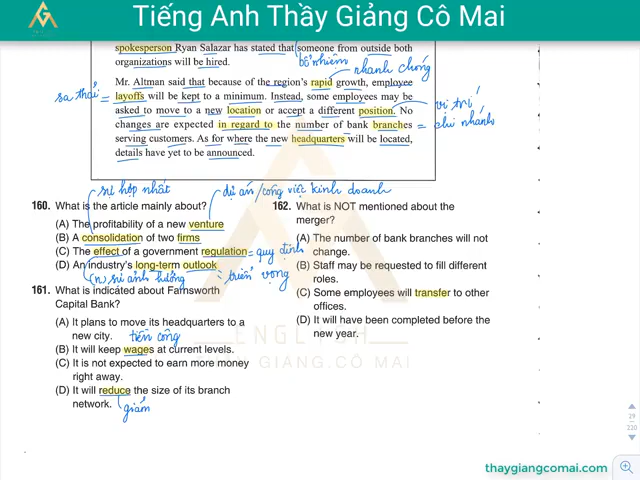 Tiếng Anh Thầy Giảng Cô Mai
spokesperson Ryan Salazar has stated that someone from outside both
organizations will be hired.
bổ nhiệm
nhanh chóng
Mr. Altman said that because of the region's rapid growth, employee
sa thải = layoffs will be kept to a minimum. Instead, some employees may be
asked to move to a new location or accept a different position. No
vị trí
changes are expected in regard to the number of bank branches = chi nhánh
serving customers. As for where the new headquarters will be located,
details have yet to be announced.
sự hợp nhất
dự án/công việc kinh doanh
160. What is the article mainly about?
(A) The profitability of a new venture
(B) A consolidation of two firms
(C) The effect of a government regulation = quy định
(D) An industry's long-term outlook
(n) sự ảnh hưởng
triển vọng
161. What is indicated about Farnsworth
Capital Bank?
(A) It plans to move its headquarters to a
new city.
tiền công
(B) It will keep wages at current levels.
(C) It is not expected to earn more money
right away.
(D) It will reduce the size of its branch
network.
giảm
162. What is NOT mentioned about the
merger?
(A) The number of bank branches will not
change.
(B) Staff may be requested to fill different
roles.
(C) Some employees will transfer to other
offices.
(D) It will have been completed before the
new year.
ENGLISH
GIANG.CÔ MAI
29
220
thaygiangcomai.com